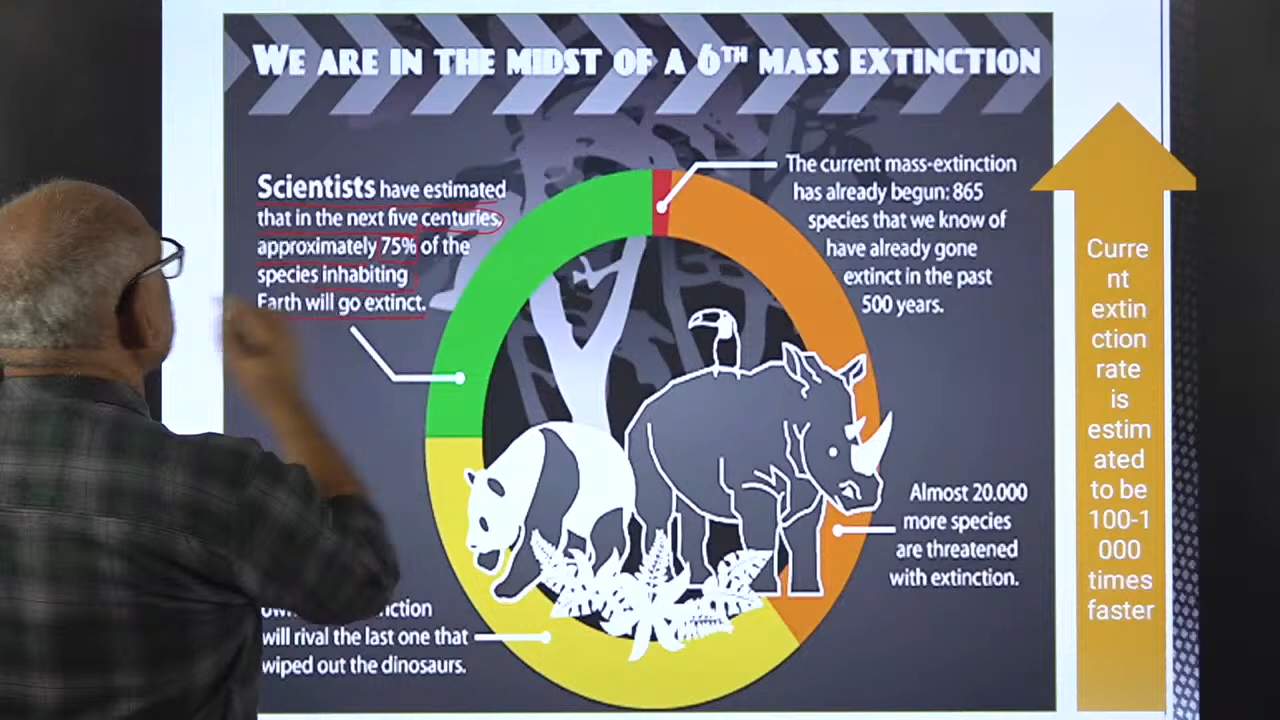 WE ARE IN THE MIDST OF A 6TH MASS EXTINCTION
Scientists have estimated
that in the next five centuries,
approximately 75% of the
species inhabiting
Earth will go extinct.
The current mass-extinction
has already begun: 865
species that we know of
have already gone
extinct in the past
500 years.
Almost 20.000
more species
are threatened
with extinction.
will rival the last one that
wiped out the dinosaurs.
Curre
nt
extin
ction
rate
is
estim
ated
to be
100-1
000
times
faster